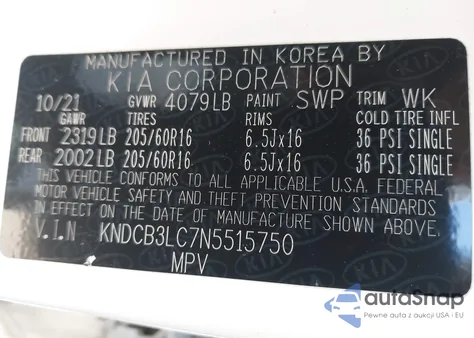 MANUFACTURED IN KOREA BY
KIA CORPORATION
10/21 GVWR 4079LB PAINT SWP TRIM WK
GAWR TIRES RIMS COLD TIRE INFL
FRONT 2319LB 205/60R16 6.5Jx16 36 PSI SINGLE
REAR 2002LB 205/60R16 6.5Jx16 36 PSI SINGLE
THIS VEHICLE CONFORMS TO ALL APPLICABLE U.S.A. FEDERAL
MOTOR VEHICLE SAFETY AND THEFT PREVENTION STANDARDS
IN EFFECT ON THE DATE OF MANUFACTURE SHOWN ABOVE.
V.I.N KNDCB3LC7N5515750
MPV
autoSnap
Pewne auta z USA i EU